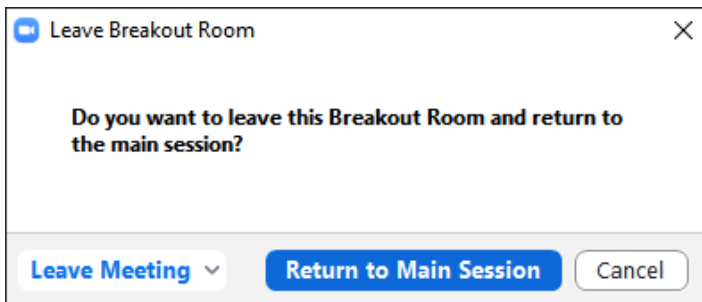 Leave Breakout Room
Do you want to leave this Breakout Room and return to
the main session?
Leave Meeting
Return to Main Session
Cancel